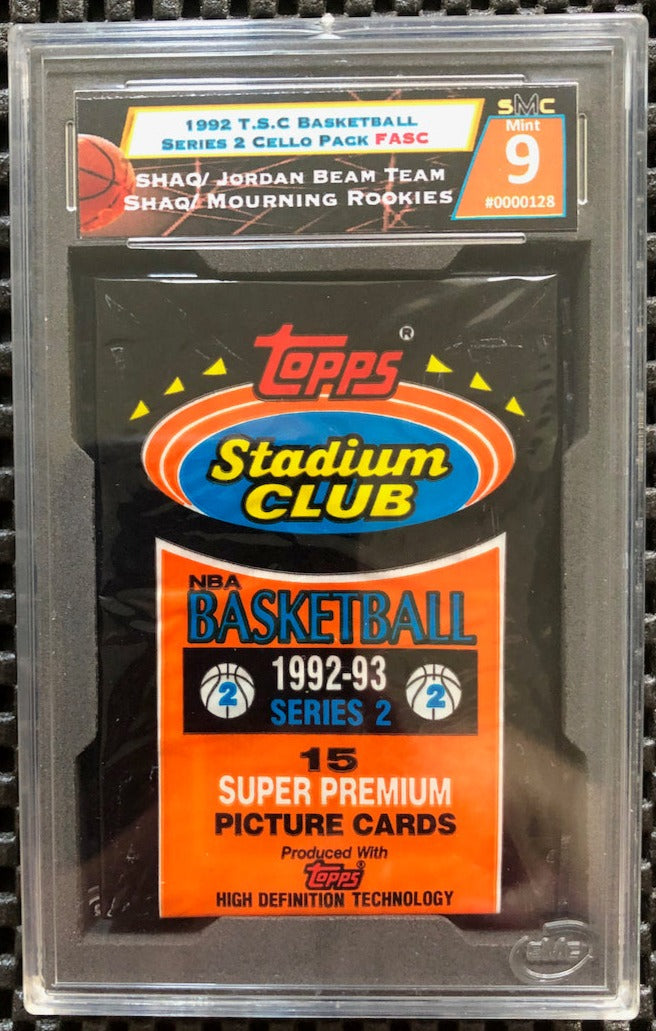 1992 T.S.C BASKETBALL
SERIES 2 CELLO PACK FASC
SHAQ/ JORDAN BEAM TEAM
SHAQ/ MOURNING ROOKIES
SMC
Mint
9
#0000128
TOPPS®
Stadium
CLUB
NBA
BASKETBALL
2 1992-93 2
SERIES 2
15
SUPER PREMIUM
PICTURE CARDS
Produced With
TOPPS®
HIGH DEFINITION TECHNOLOGY